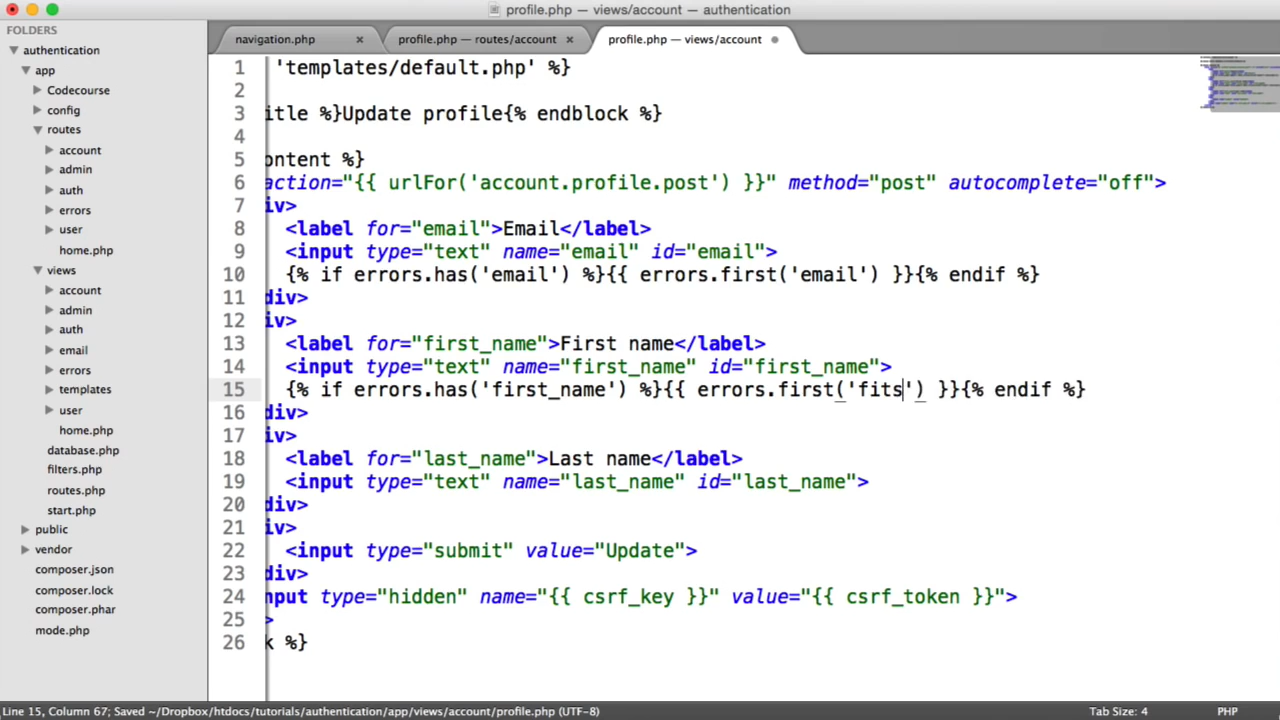 profile.php — views/account — authentication
FOLDERS
authentication
app
Codecourse
config
routes
account
admin
auth
errors
user
home.php
views
account
admin
auth
email
errors
templates
user
home.php
database.php
filters.php
routes.php
start.php
public
vendor
composer.json
composer.lock
composer.phar
mode.php
navigation.php
profile.php — routes/account
profile.php — views/account
1 'templates/default.php' %}
2
3 itle %}Update profile{% endblock %}
4
5 ontent %}
6 action="{{ urlFor('account.profile.post') }}" method="post" autocomplete="off">
7 iv>
8 <label for="email">Email</label>
9 <input type="text" name="email" id="email">
10 {% if errors.has('email') %}{{ errors.first('email') }}{% endif %}
11 div>
12 iv>
13 <label for="first_name">First name</label>
14 <input type="text" name="first_name" id="first_name">
15 {% if errors.has('first_name') %}{{ errors.first('fits') }}{% endif %}
16 div>
17 iv>
18 <label for="last_name">Last name</label>
19 <input type="text" name="last_name" id="last_name">
20 div>
21 iv>
22 <input type="submit" value="Update">
23 div>
24 nput type="hidden" name="{{ csrf_key }}" value="{{ csrf_token }}">
25 >
26 k %}
Line 15, Column 67; Saved ~/Dropbox/htdocs/tutorials/authentication/app/views/account/profile.php (UTF-8)
Tab Size: 4
PHP